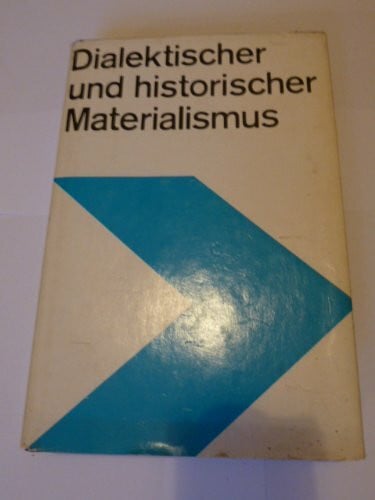 Dialektischer
und historischer
Materialismus